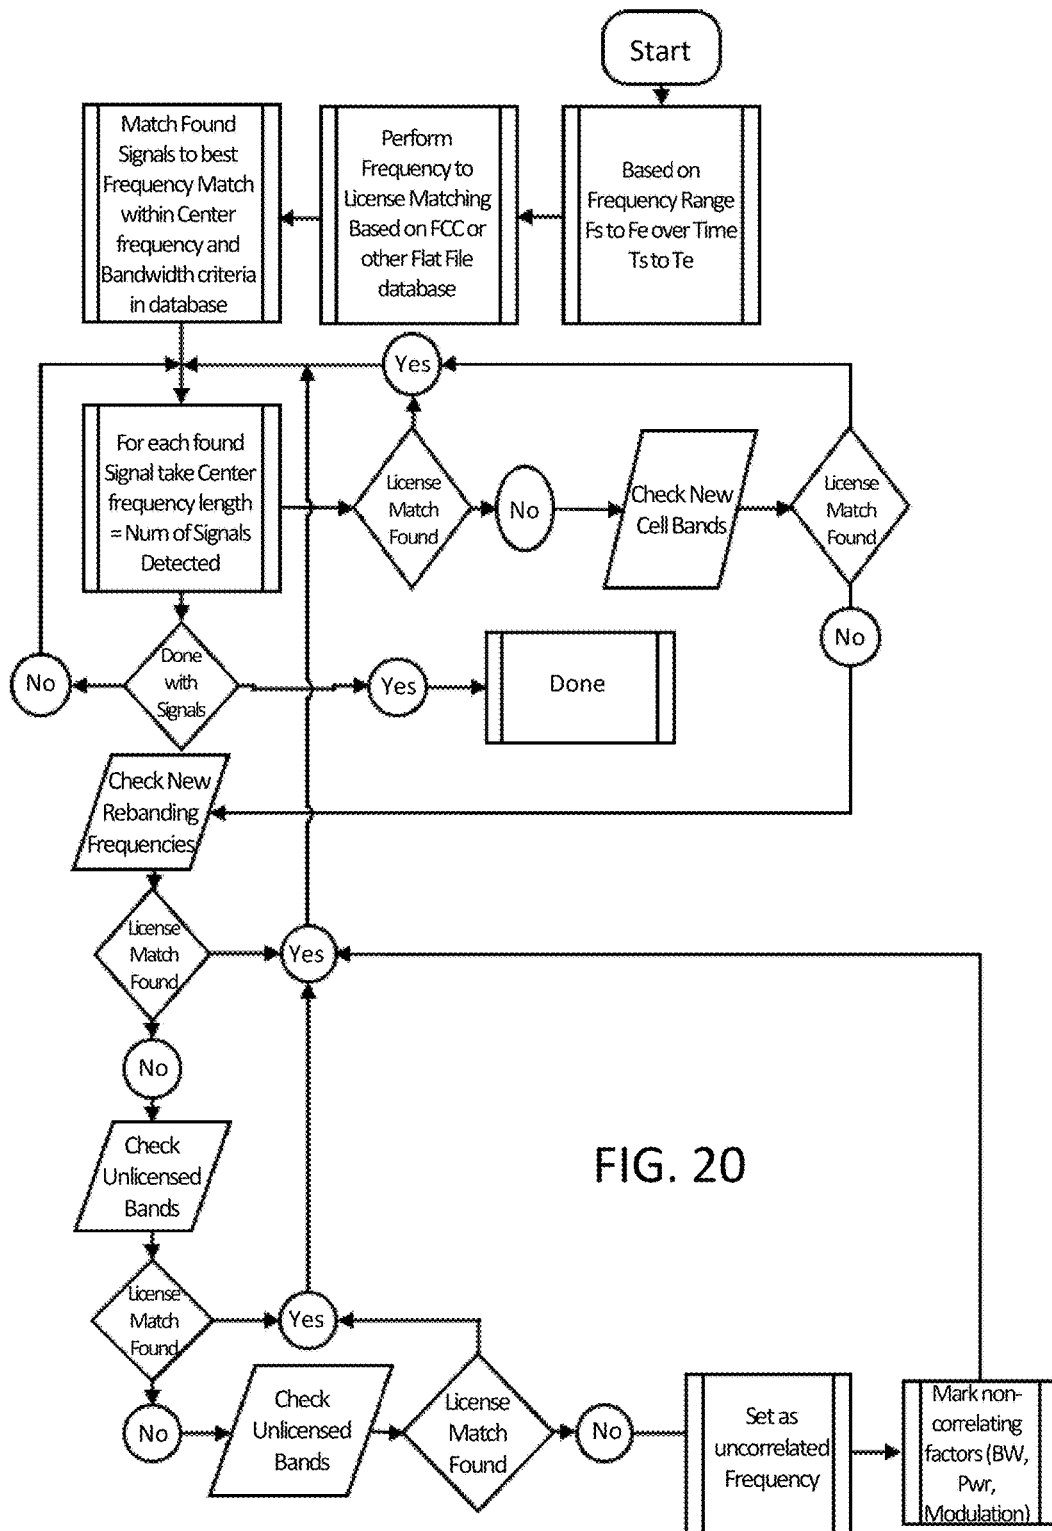 Start
Match Found
Signals to best
Frequency Match
within Center
frequency and
Bandwidth criteria
in database
Perform
Frequency to
License Matching
Based on FCC or
other Flat File
database
Based on
Frequency Range
Fs to Fe over Time
Ts to Te
Yes
For each found
Signal take Center
frequency length
= Num of Signals
Detected
License
Match
Found
No
Check New
Cell Bands
License
Match
Found
No
Done
with
Signals
No
Yes
Done
Check New
Rebanding
Frequencies
License
Match
Found
Yes
No
Check
Unlicensed
Bands
FIG. 20
License
Match
Found
Yes
No
Check
Unlicensed
Bands
License
Match
Found
No
Set as
uncorrelated
Frequency
Mark non-
correlating
factors (BW,
Pwr,
Modulation)